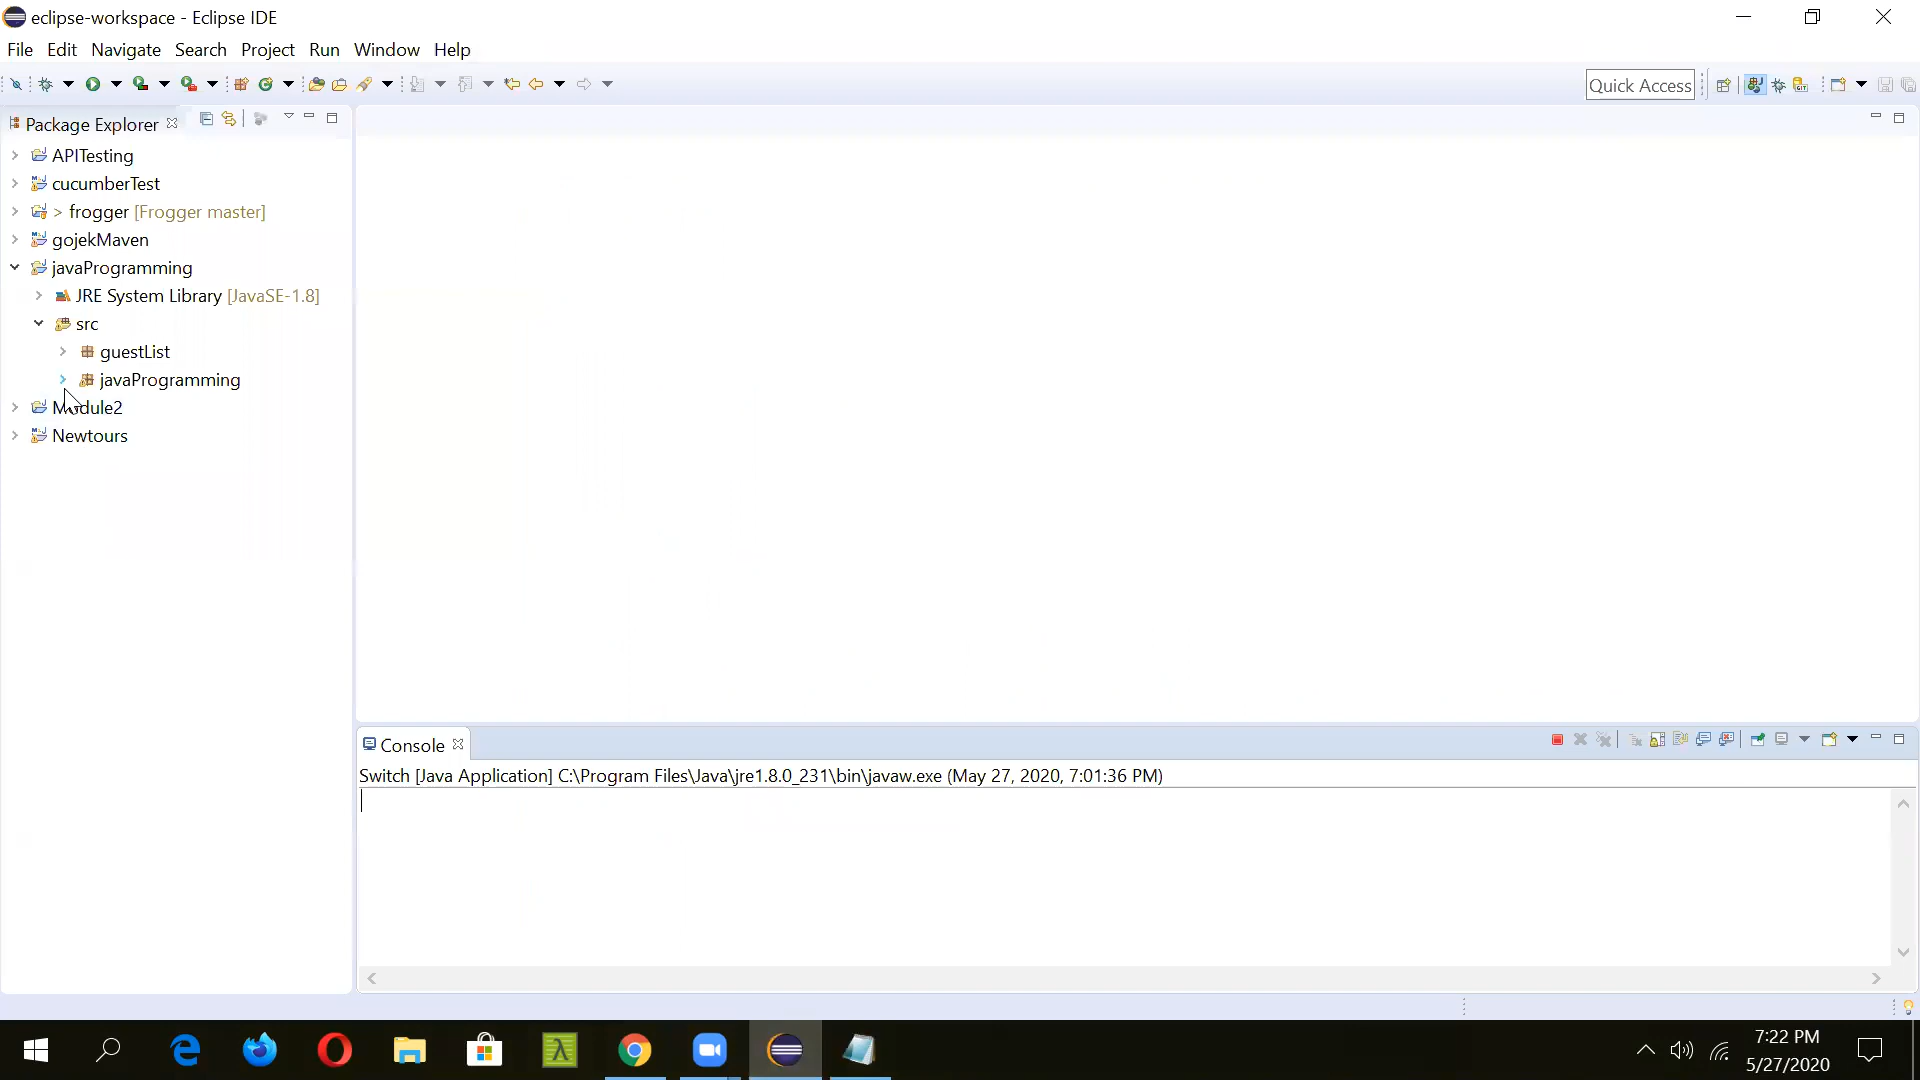 eclipse-workspace - Eclipse IDE
File Edit Navigate Search Project Run Window Help
Quick Access
Package Explorer
APITesting
cucumberTest
> frogger [Frogger master]
gojekMaven
javaProgramming
JRE System Library [JavaSE-1.8]
src
guestList
javaProgramming
Module2
Newtours
Console
Switch [Java Application] C:\Program Files\Java\jre1.8.0_231\bin\javaw.exe (May 27, 2020, 7:01:36 PM)
7:22 PM
5/27/2020